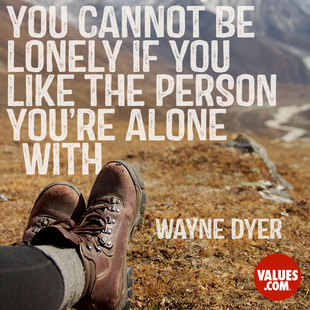 YOU CANNOT BE
LONELY IF YOU
LIKE THE PERSON
YOU'RE ALONE
WITH
WAYNE DYER
VALUES
.COM